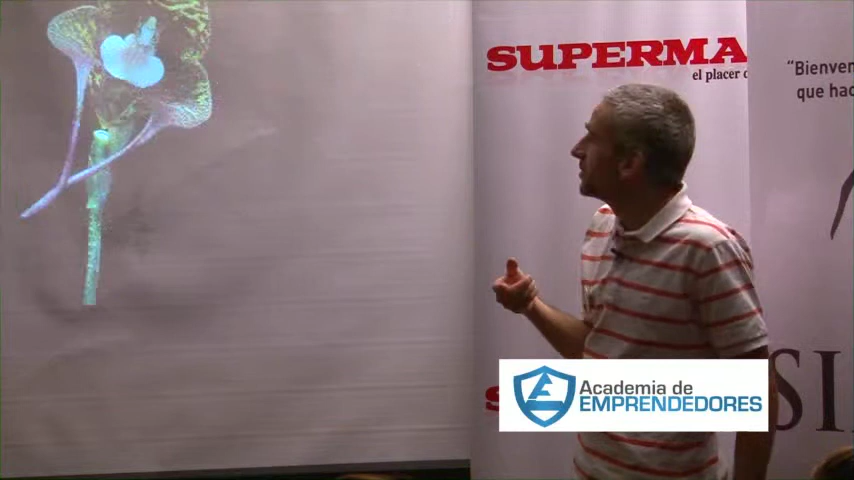 SUPERMA
el placer
"Bienven
que hac
Academia de
EMPRENDEDORES
SI